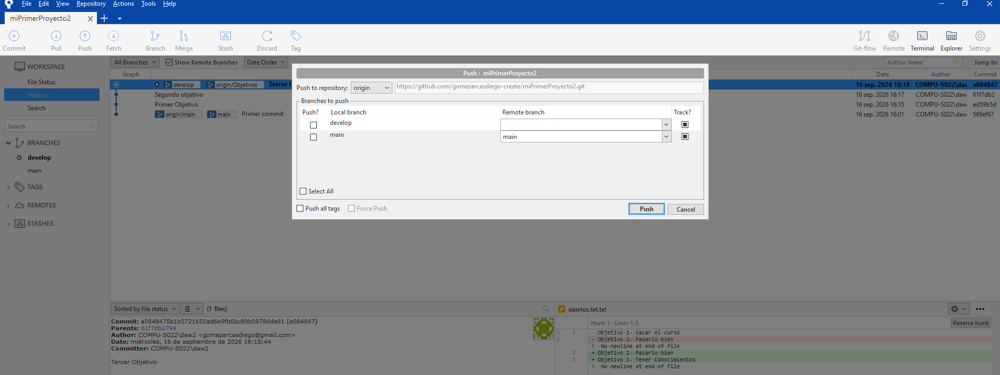 File Edit View Repository Actions Tools Help
miPrimerProyecto2
Commit Pull Push Fetch Branch Merge Stash Discard Tag Git-flow Remote Terminal Explorer Settings
WORKSPACE
File Status
History
Search
Search
BRANCHES
develop
main
TAGS
REMOTES
STASHES
All Branches Show Remote Branches Date Order Author Name Jump to:
Graph Date Author Commit
develop origin/Objetivos Tercer 16 sep. 2026 16:18 COMPU-S022\daw a084847
Segundo objetivo 16 sep. 2026 16:17 COMPU-S022\daw 61f7db2
Primer Objetivo 16 sep. 2026 16:15 COMPU-S022\daw ed59b5d
origin/main main Primer commit 16 sep. 2026 16:01 COMPU-S022\daw 569ef67
Push : miPrimerProyecto2
Push to repository: origin https://github.com/gomezarcasdiego-create/miPrimerProyecto2.git
Branches to push
Push? Local branch Remote branch Track?
develop
main main
Select All
Push all tags Force Push Push Cancel
Sorted by file status (1 files)
Commit: a0848475b1b5721655ad6e9fb6bc89b09786de81 [a084847]
Parents: 61f7db2794
Author: COMPU-S022\daw2 <gomezarcasdiego@gmail.com>
Date: miércoles, 16 de septiembre de 2026 16:18:44
Committer: COMPU-S022\daw2
Tercer Objetivo
objetos.txt.txt
Hunk 1 : Lines 1-3 Reverse hunk
1 1 Objetivo 1- Sacar el curso
2 - Objetivo 2- Pasarlo bien
\ No newline at end of file
2 + Objetivo 2- Pasarlo bien
3 + Objetivo 3- Tener Conocimientos
\ No newline at end of file